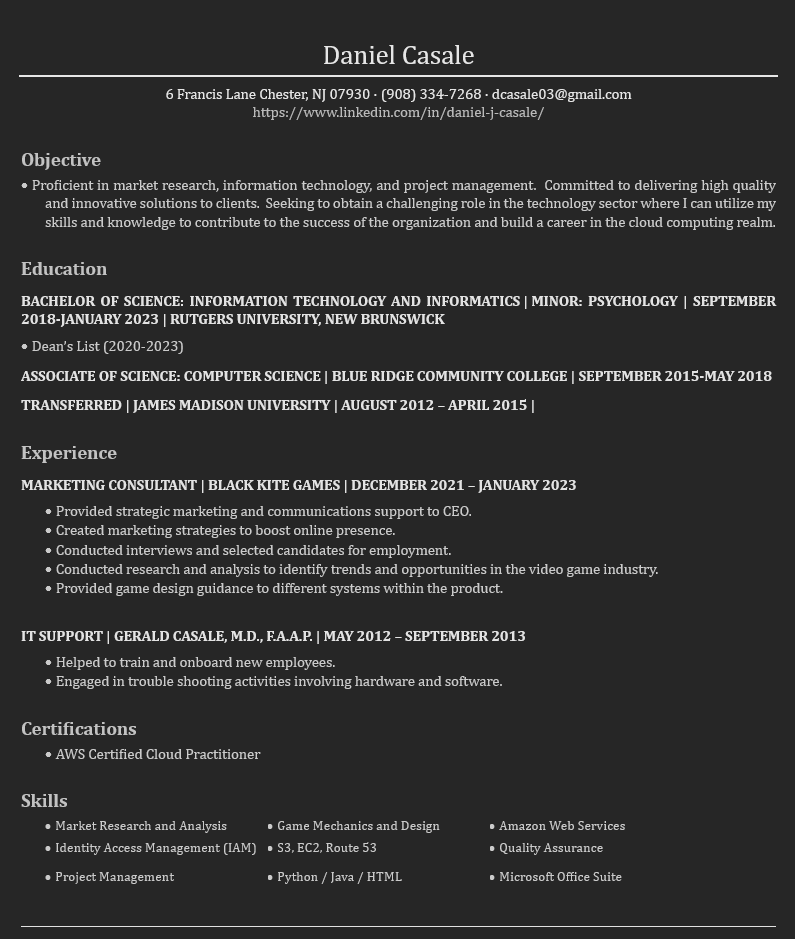 Daniel Casale
6 Francis Lane Chester, NJ 07930 · (908) 334-7268 · dcasale03@gmail.com
https://www.linkedin.com/in/daniel-j-casale/
Objective
• Proficient in market research, information technology, and project management.  Committed to delivering high quality
and innovative solutions to clients.  Seeking to obtain a challenging role in the technology sector where I can utilize my
skills and knowledge to contribute to the success of the organization and build a career in the cloud computing realm.
Education
BACHELOR OF SCIENCE: INFORMATION TECHNOLOGY AND INFORMATICS | MINOR: PSYCHOLOGY | SEPTEMBER
2018-JANUARY 2023 | RUTGERS UNIVERSITY, NEW BRUNSWICK
• Dean’s List (2020-2023)
ASSOCIATE OF SCIENCE: COMPUTER SCIENCE | BLUE RIDGE COMMUNITY COLLEGE | SEPTEMBER 2015-MAY 2018
TRANSFERRED | JAMES MADISON UNIVERSITY | AUGUST 2012 – APRIL 2015 |
Experience
MARKETING CONSULTANT | BLACK KITE GAMES | DECEMBER 2021 – JANUARY 2023
• Provided strategic marketing and communications support to CEO.
• Created marketing strategies to boost online presence.
• Conducted interviews and selected candidates for employment.
• Conducted research and analysis to identify trends and opportunities in the video game industry.
• Provided game design guidance to different systems within the product.
IT SUPPORT | GERALD CASALE, M.D., F.A.A.P. | MAY 2012 – SEPTEMBER 2013
• Helped to train and onboard new employees.
• Engaged in trouble shooting activities involving hardware and software.
Certifications
• AWS Certified Cloud Practitioner
Skills
• Market Research and Analysis • Game Mechanics and Design • Amazon Web Services
• Identity Access Management (IAM) • S3, EC2, Route 53 • Quality Assurance
• Project Management • Python / Java / HTML • Microsoft Office Suite